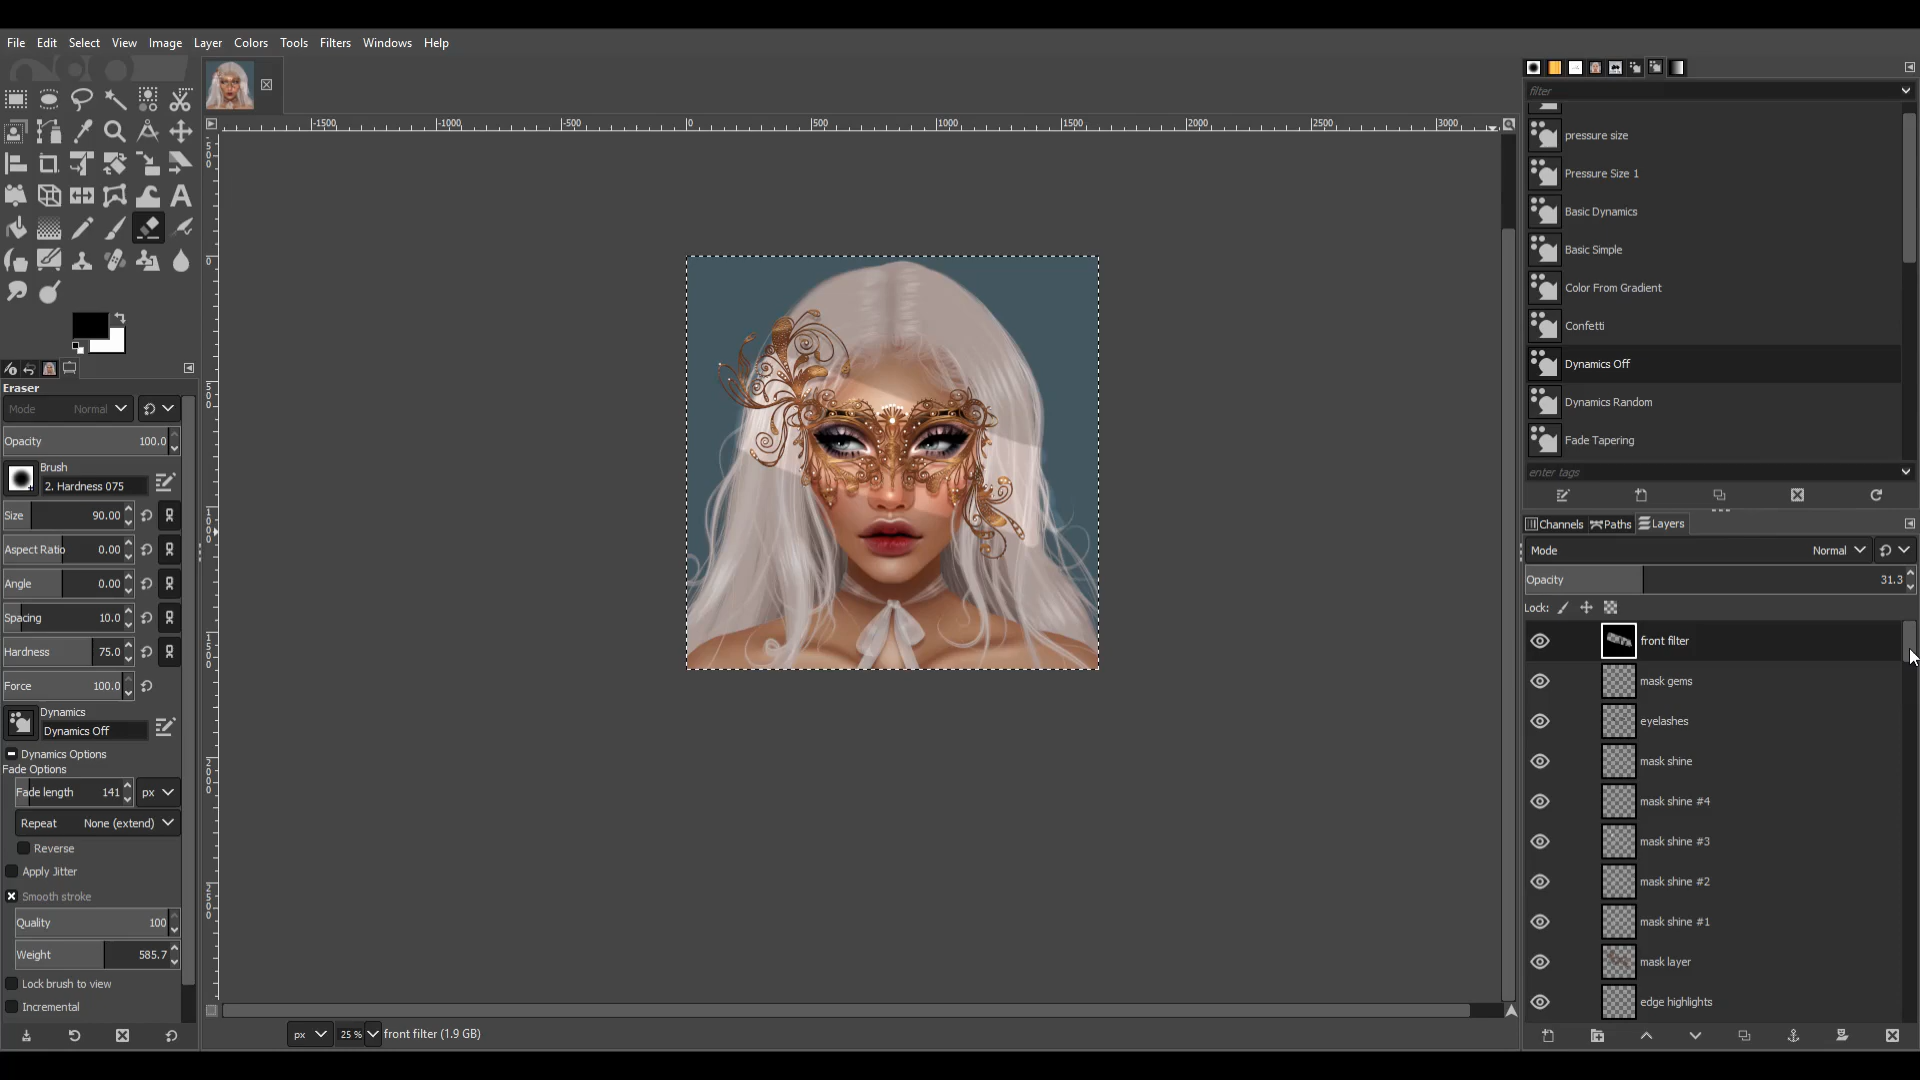 File Edit Select View Image Layer Colors Tools Filters Windows Help
-1500 -1000 -500 0 500 1000 1500 2000 2500 3000
500
0
500
1000
1500
2000
2500
Eraser
Mode Normal
Opacity 100.0
Brush
2. Hardness 075
Size 90.00
Aspect Ratio 0.00
Angle 0.00
Spacing 10.0
Hardness 75.0
Force 100.0
Dynamics
Dynamics Off
Dynamics Options
Fade Options
Fade length 141 px
Repeat None (extend)
Reverse
Apply Jitter
Smooth stroke
Quality 100
Weight 585.7
Lock brush to view
Incremental
px 25 % front filter (1.9 GB)
filter
pressure size
Pressure Size 1
Basic Dynamics
Basic Simple
Color From Gradient
Confetti
Dynamics Off
Dynamics Random
Fade Tapering
enter tags
Channels Paths Layers
Mode Normal
Opacity 31.3
Lock:
front filter
mask gems
eyelashes
mask shine
mask shine #4
mask shine #3
mask shine #2
mask shine #1
mask layer
edge highlights